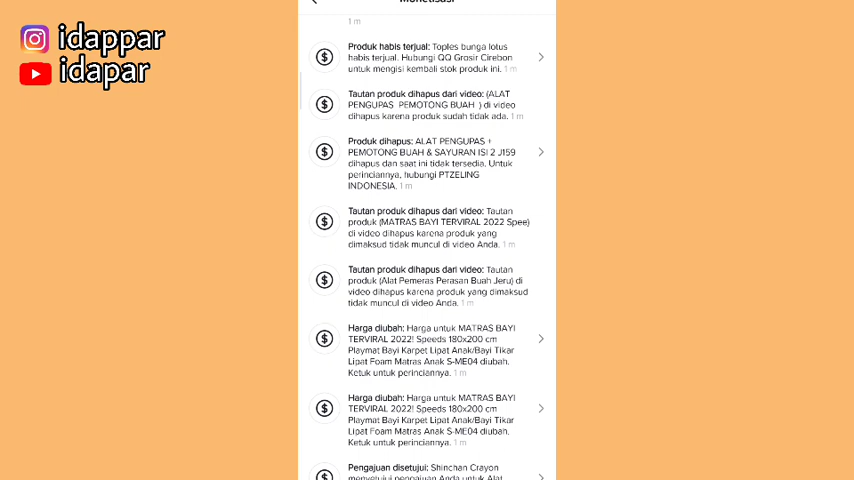 idappar
idapar
Monetisasi
1 m
Produk habis terjual: Toples bunga lotus
habis terjual. Hubungi QQ Grosir Cirebon
untuk mengisi kembali stok produk ini. 1 m
Tautan produk dihapus dari video: (ALAT
PENGUPAS PEMOTONG BUAH ) di video
dihapus karena produk sudah tidak ada. 1 m
Produk dihapus: ALAT PENGUPAS +
PEMOTONG BUAH & SAYURAN ISI 2 J159
dihapus dan saat ini tidak tersedia. Untuk
perinciannya, hubungi PTZELING
INDONESIA. 1 m
Tautan produk dihapus dari video: Tautan
produk (MATRAS BAYI TERVIRAL 2022 Spee)
di video dihapus karena produk yang
dimaksud tidak muncul di video Anda. 1 m
Tautan produk dihapus dari video: Tautan
produk (Alat Pemeras Perasan Buah Jeru) di
video dihapus karena produk yang dimaksud
tidak muncul di video Anda. 1 m
Harga diubah: Harga untuk MATRAS BAYI
TERVIRAL 2022! Speeds 180x200 cm
Playmat Bayi Karpet Lipat Anak/Bayi Tikar
Lipat Foam Matras Anak S-ME04 diubah.
Ketuk untuk perinciannya. 1 m
Harga diubah: Harga untuk MATRAS BAYI
TERVIRAL 2022! Speeds 180x200 cm
Playmat Bayi Karpet Lipat Anak/Bayi Tikar
Lipat Foam Matras Anak S-ME04 diubah.
Ketuk untuk perinciannya. 1 m
Pengajuan disetujui: Shinchan Crayon
menyetujui pengajuan Anda untuk Alat